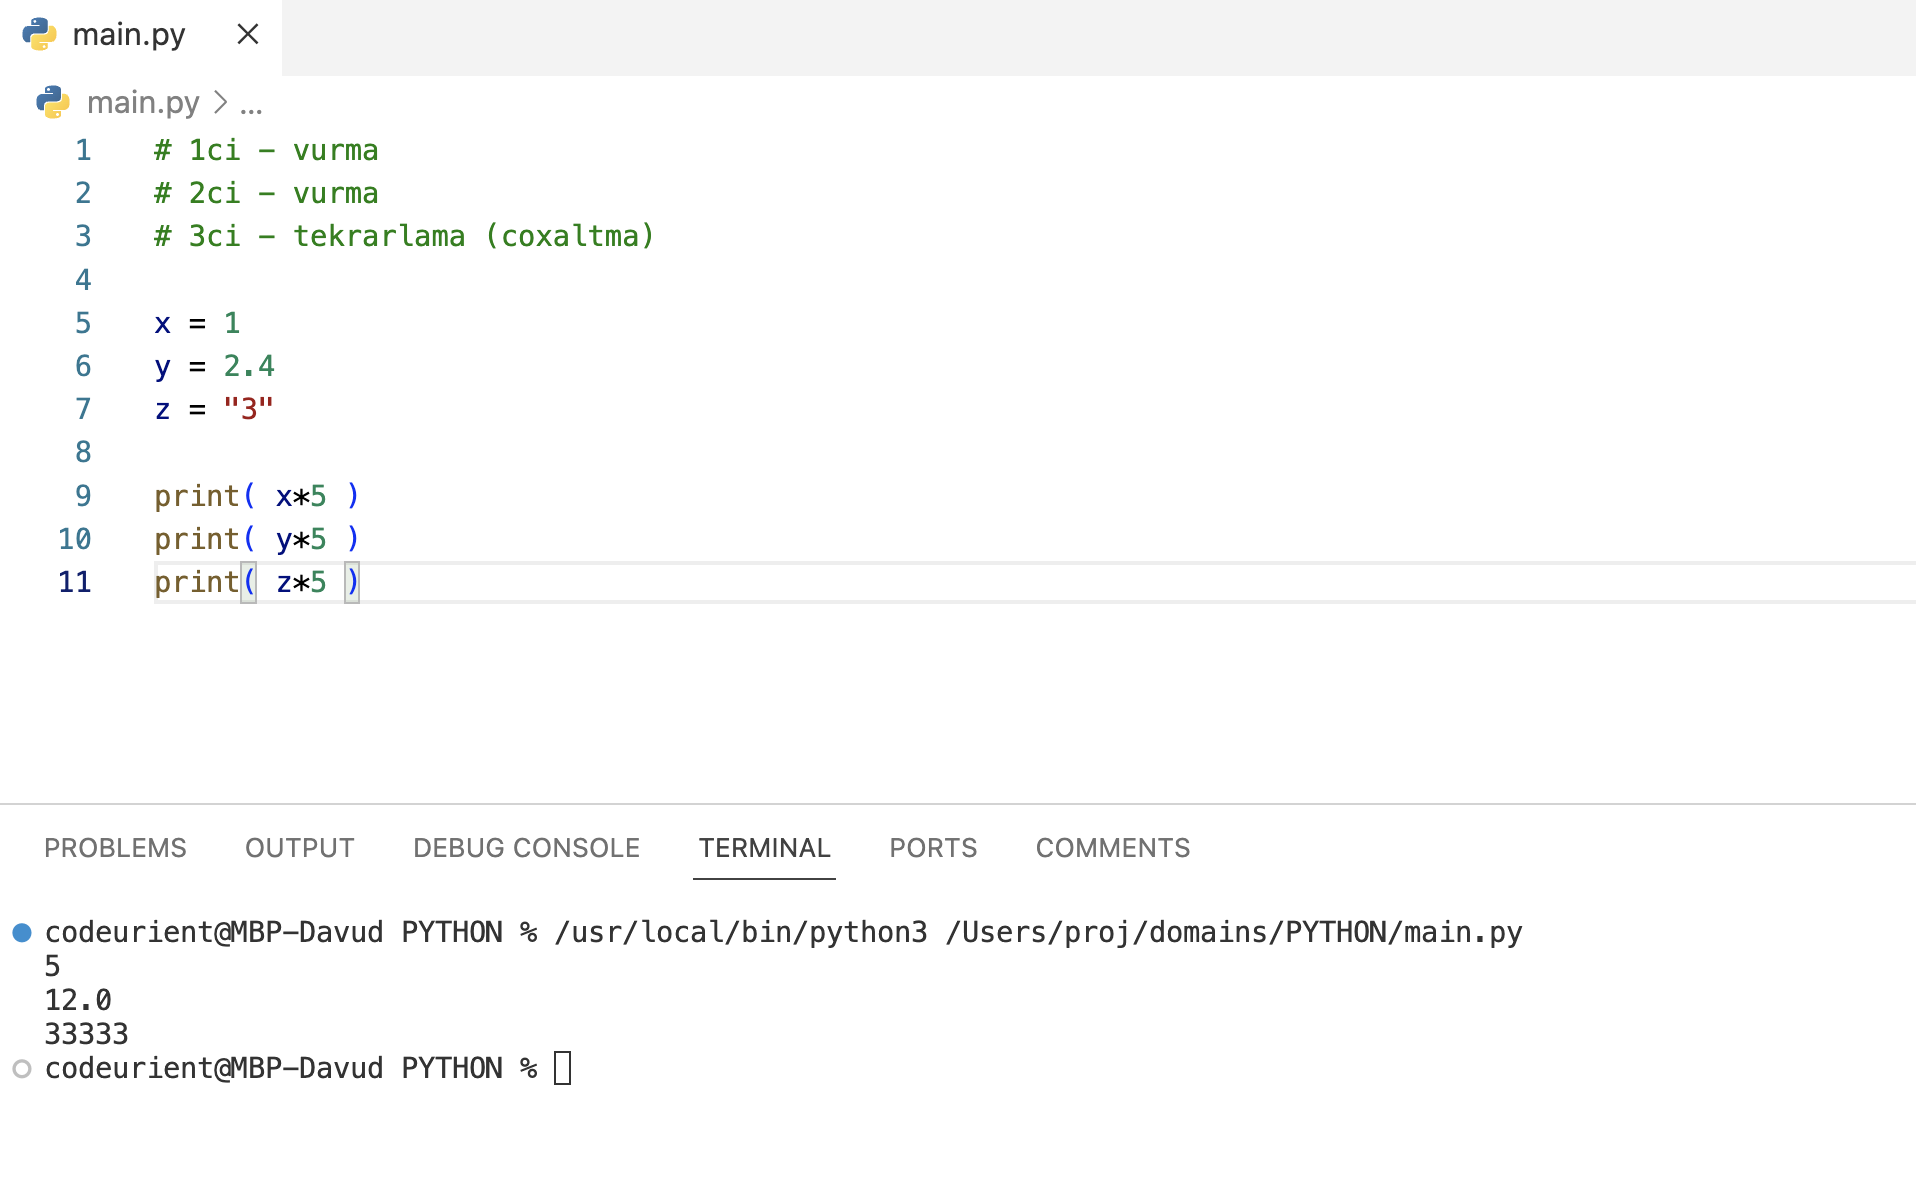 main.py
main.py > ...
1 # 1ci - vurma
2 # 2ci - vurma
3 # 3ci - tekrarlama (coxaltma)
4
5 x = 1
6 y = 2.4
7 z = "3"
8
9 print( x*5 )
10 print( y*5 )
11 print( z*5 )
PROBLEMS OUTPUT DEBUG CONSOLE TERMINAL PORTS COMMENTS
codeurient@MBP-Davud PYTHON % /usr/local/bin/python3 /Users/proj/domains/PYTHON/main.py
5
12.0
33333
codeurient@MBP-Davud PYTHON %